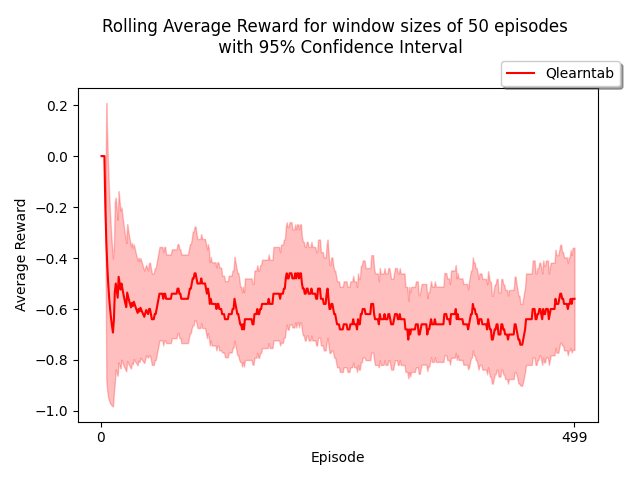 Rolling Average Reward for window sizes of 50 episodes
with 95% Confidence Interval
Qlearntab
0.2
0.0
−0.2
−0.4
−0.6
−0.8
−1.0
Average Reward
0
499
Episode